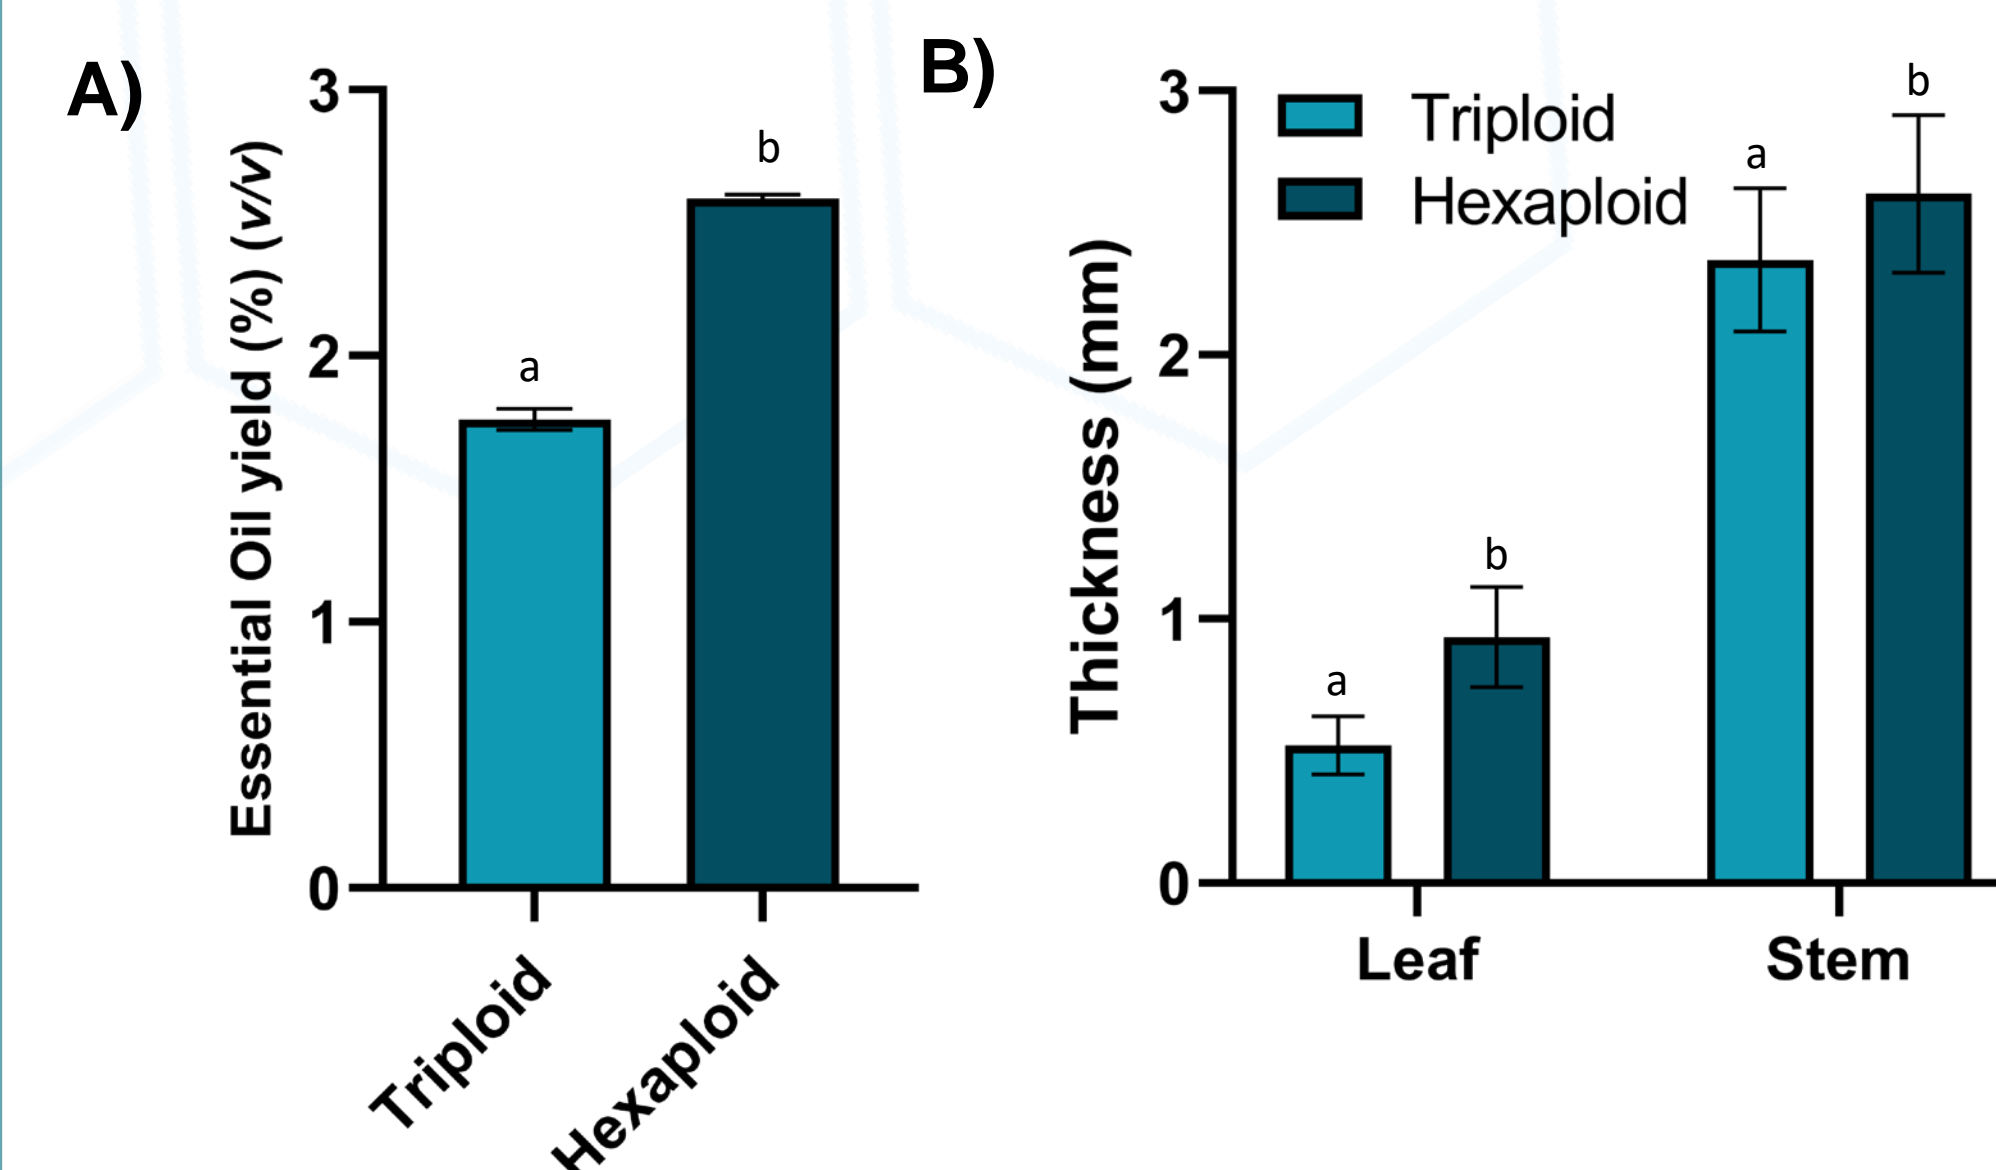 A)
Essential Oil yield (%) (v/v)
3
2
1
0
a
b
Triploid
Hexaploid
B)
Thickness (mm)
3
2
1
0
Triploid
Hexaploid
a
b
a
b
Leaf
Stem